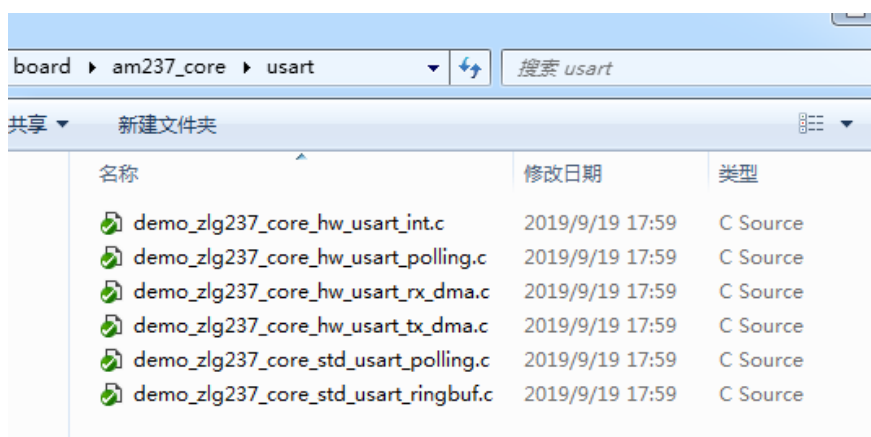 board am237_core usart 搜索 usart
共享 新建文件夹
名称 修改日期 类型
demo_zlg237_core_hw_usart_int.c 2019/9/19 17:59 C Source
demo_zlg237_core_hw_usart_polling.c 2019/9/19 17:59 C Source
demo_zlg237_core_hw_usart_rx_dma.c 2019/9/19 17:59 C Source
demo_zlg237_core_hw_usart_tx_dma.c 2019/9/19 17:59 C Source
demo_zlg237_core_std_usart_polling.c 2019/9/19 17:59 C Source
demo_zlg237_core_std_usart_ringbuf.c 2019/9/19 17:59 C Source